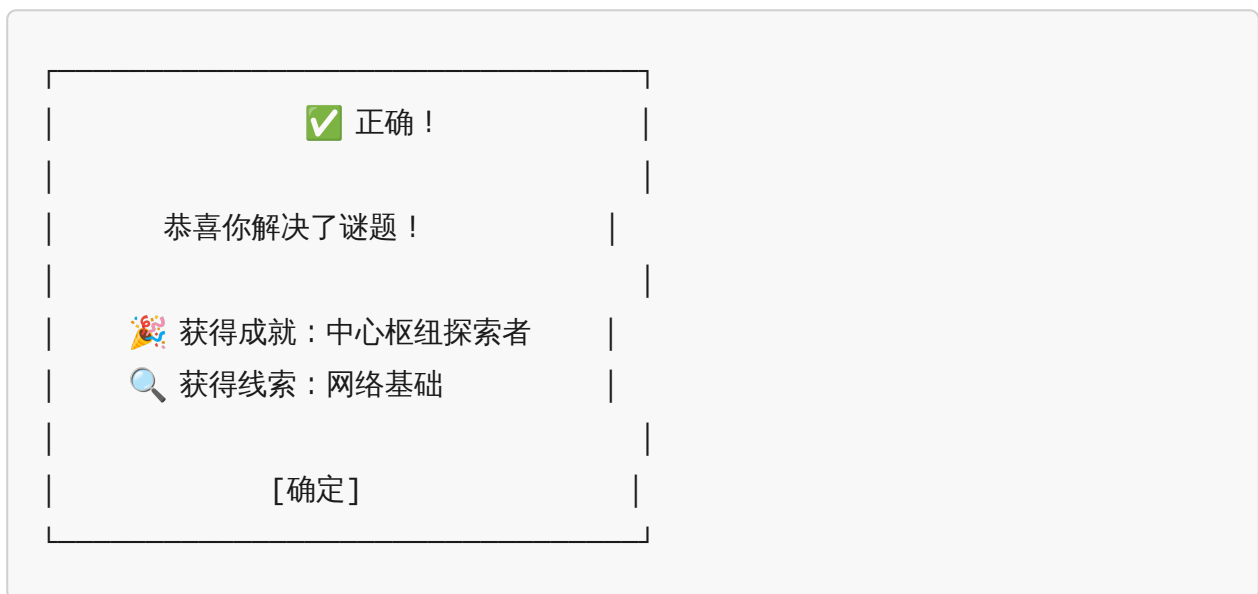 ✅ 正确！
恭喜你解决了谜题！
🎉 获得成就：中心枢纽探索者
🔍 获得线索：网络基础
[确定]